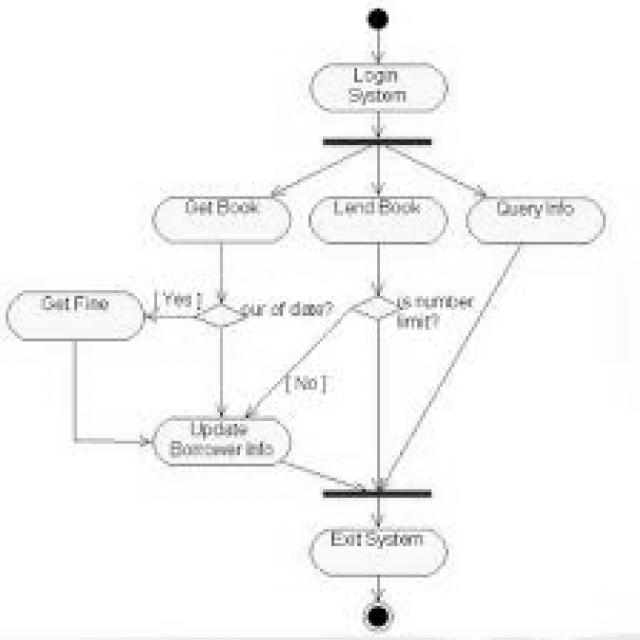 Login
System
Get Book
Lend Book
Query Info
Get Fine
[ Yes ]
our of date?
is number
limit?
[ No ]
Update
Borrower Info
Exit System